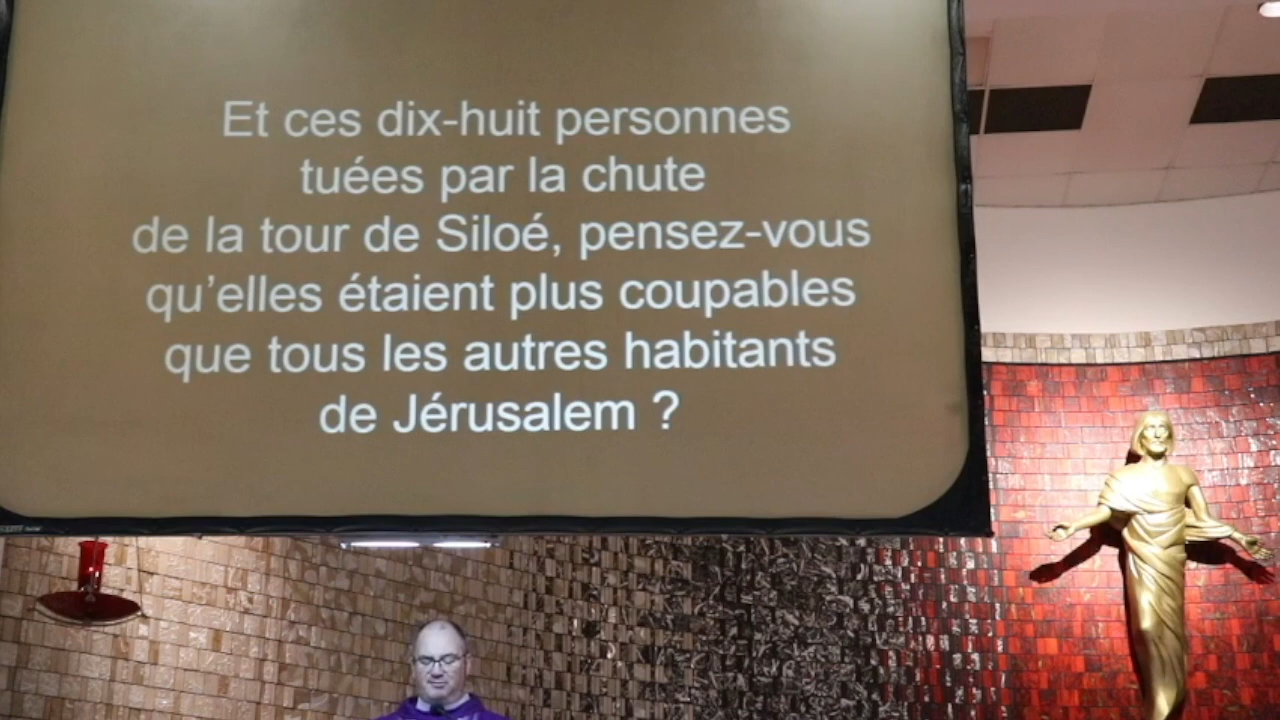 Et ces dix-huit personnes
tuées par la chute
de la tour de Siloé, pensez-vous
qu’elles étaient plus coupables
que tous les autres habitants
de Jérusalem ?